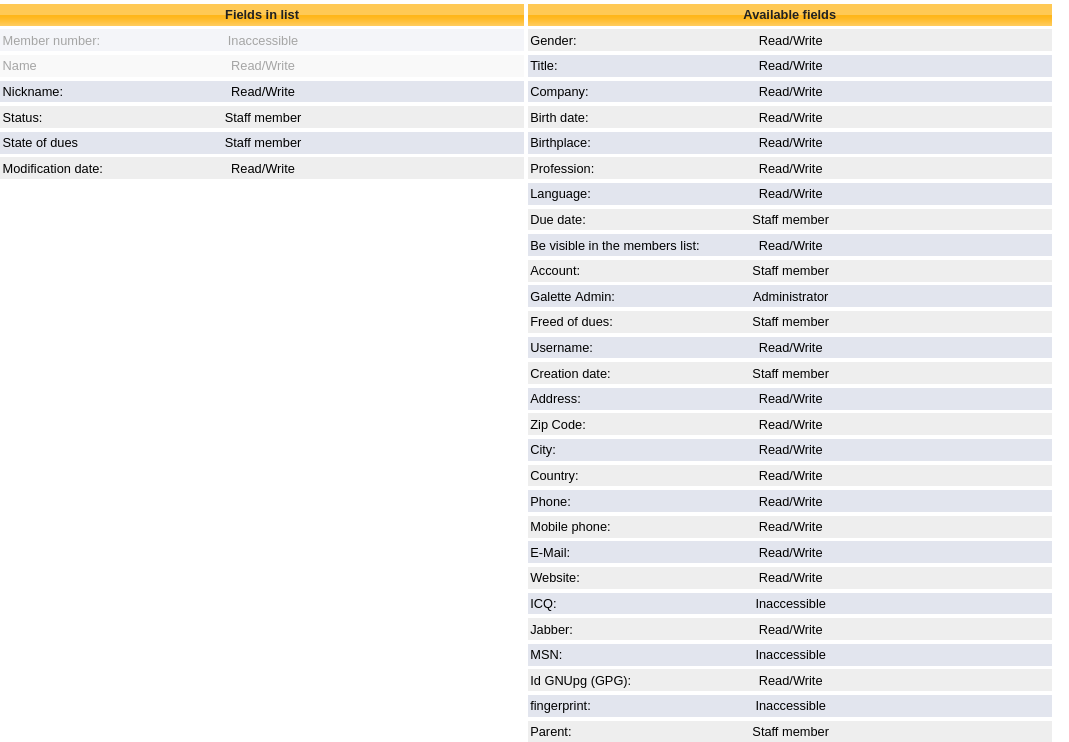 Fields in list
Member number: Inaccessible
Name Read/Write
Nickname: Read/Write
Status: Staff member
State of dues Staff member
Modification date: Read/Write
Available fields
Gender: Read/Write
Title: Read/Write
Company: Read/Write
Birth date: Read/Write
Birthplace: Read/Write
Profession: Read/Write
Language: Read/Write
Due date: Staff member
Be visible in the members list: Read/Write
Account: Staff member
Galette Admin: Administrator
Freed of dues: Staff member
Username: Read/Write
Creation date: Staff member
Address: Read/Write
Zip Code: Read/Write
City: Read/Write
Country: Read/Write
Phone: Read/Write
Mobile phone: Read/Write
E-Mail: Read/Write
Website: Read/Write
ICQ: Inaccessible
Jabber: Read/Write
MSN: Inaccessible
Id GNUpg (GPG): Read/Write
fingerprint: Inaccessible
Parent: Staff member